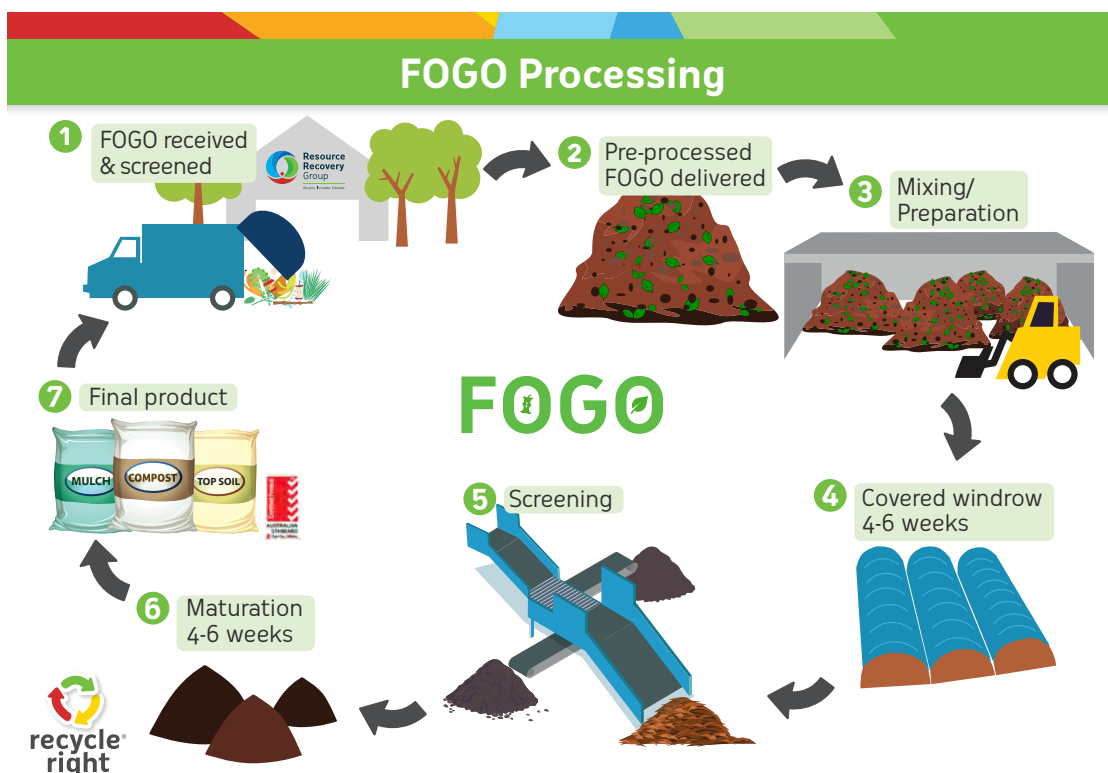 FOGO Processing
1
FOGO received
& screened
Resource
Recovery
Group
2
Pre-processed
FOGO delivered
3
Mixing/
Preparation
FOGO
4
Covered windrow
4-6 weeks
5
Screening
6
Maturation
4-6 weeks
7
Final product
MULCH
COMPOST
TOP SOIL
AUSTRALIAN
STANDARD
recycle®
right